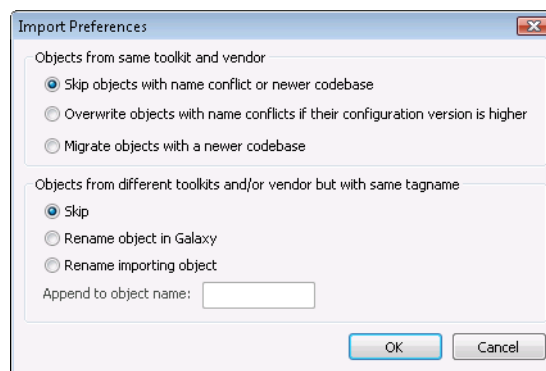 Import Preferences
Objects from same toolkit and vendor
Skip objects with name conflict or newer codebase
Overwrite objects with name conflicts if their configuration version is higher
Migrate objects with a newer codebase
Objects from different toolkits and/or vendor but with same tagname
Skip
Rename object in Galaxy
Rename importing object
Append to object name:
OK Cancel